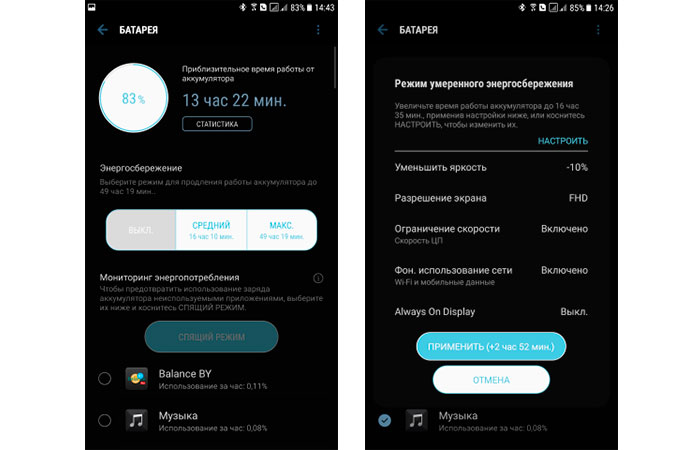 83% 14:43
БАТАРЕЯ
83%
Приблизительное время работы от
аккумулятора
13 час 22 мин.
СТАТИСТИКА
Энергосбережение
Выберите режим для продления работы аккумулятора до
49 час 19 мин..
ВЫКЛ.
СРЕДНИЙ
16 час 10 мин.
МАКС.
49 час 19 мин.
Мониторинг энергопотребления
Чтобы предотвратить использование заряда
аккумулятора неиспользуемыми приложениями, выберите
их ниже и коснитесь СПЯЩИЙ РЕЖИМ.
СПЯЩИЙ РЕЖИМ
Balance BY
Использование за час: 0,11%
Музыка
Использование за час: 0,08%
85% 14:26
БАТАРЕЯ
Режим умеренного энергосбережения
Увеличьте время работы аккумулятора до 16
час 35 мин., применив настройки ниже, или коснитесь
НАСТРОИТЬ, чтобы изменить их.
НАСТРОИТЬ
Уменьшить яркость -10%
Разрешение экрана FHD
Ограничение скорости Включено
Скорость ЦП
Фон. использование сети Включено
Wi-Fi и мобильные данные
Always On Display Выкл.
ПРИМЕНИТЬ (+2 час 52 мин.)
ОТМЕНА
Музыка
Использование за час: 0,08%